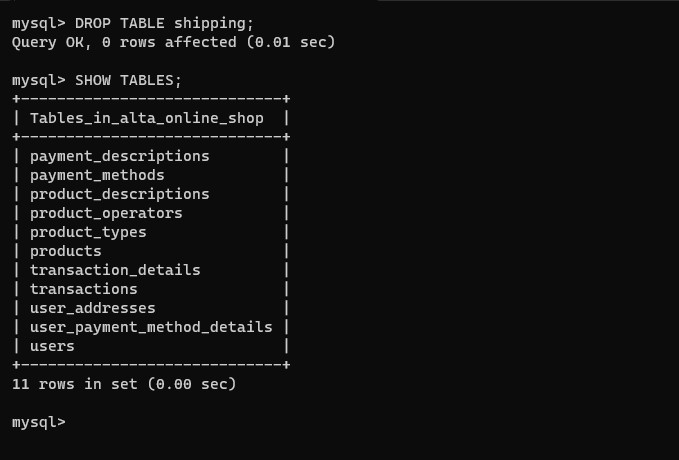 mysql> DROP TABLE shipping;
Query OK, 0 rows affected (0.01 sec)
mysql> SHOW TABLES;
+-----------------------------+
| Tables_in_alta_online_shop  |
+-----------------------------+
| payment_descriptions        |
| payment_methods             |
| product_descriptions        |
| product_operators           |
| product_types               |
| products                    |
| transaction_details         |
| transactions                |
| user_addresses              |
| user_payment_method_details |
| users                       |
+-----------------------------+
11 rows in set (0.00 sec)
mysql>